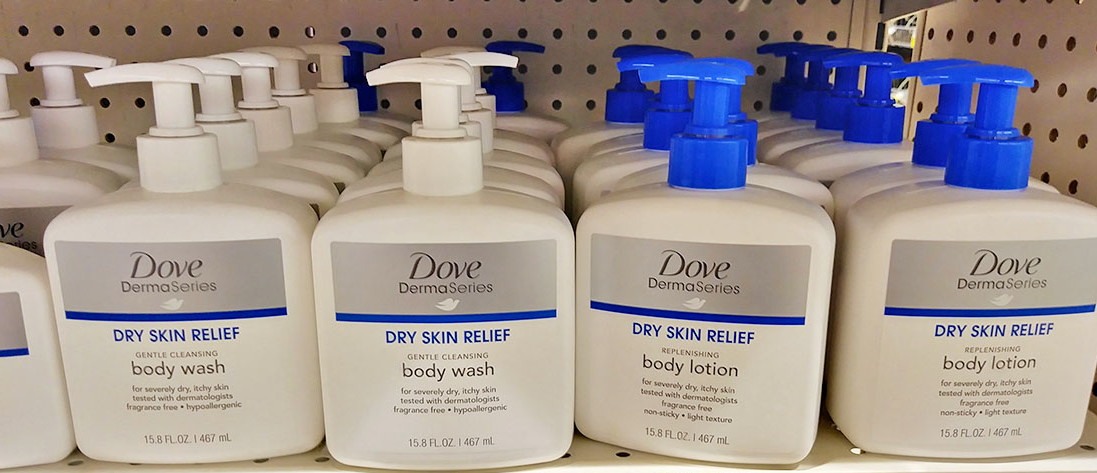 Dove
DermaSeries
DRY SKIN RELIEF
GENTLE CLEANSING
body wash
for severely dry, itchy skin
tested with dermatologists
fragrance free • hypoallergenic
15.8 FL.OZ. | 467 mL
Dove
DermaSeries
DRY SKIN RELIEF
GENTLE CLEANSING
body wash
for severely dry, itchy skin
tested with dermatologists
fragrance free • hypoallergenic
15.8 FL.OZ. | 467 mL
Dove
DermaSeries
DRY SKIN RELIEF
REPLENISHING
body lotion
for severely dry, itchy skin
tested with dermatologists
fragrance free
non-sticky • light texture
15.8 FL.OZ. | 467 mL
Dove
DermaSeries
DRY SKIN RELIEF
REPLENISHING
body lotion
for severely dry, itchy skin
tested with dermatologists
fragrance free
non-sticky • light texture
15.8 FL.OZ. | 467 mL